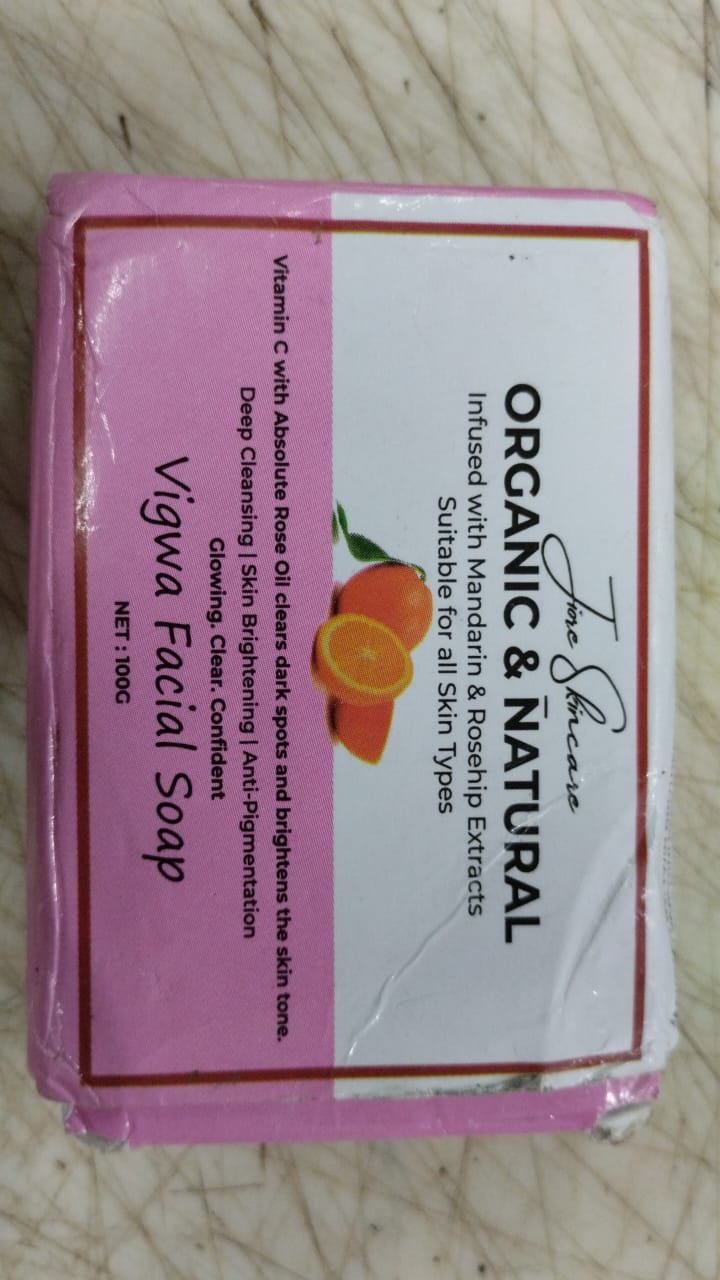 Fiore Skincare
ORGANIC & NATURAL
Infused with Mandarin & Rosehip Extracts
Suitable for all Skin Types
Vitamin C with Absolute Rose Oil clears dark spots and brightens the skin tone.
Deep Cleansing | Skin Brightening | Anti-Pigmentation
Glowing. Clear. Confident
Vigwa Facial Soap
NET : 100G